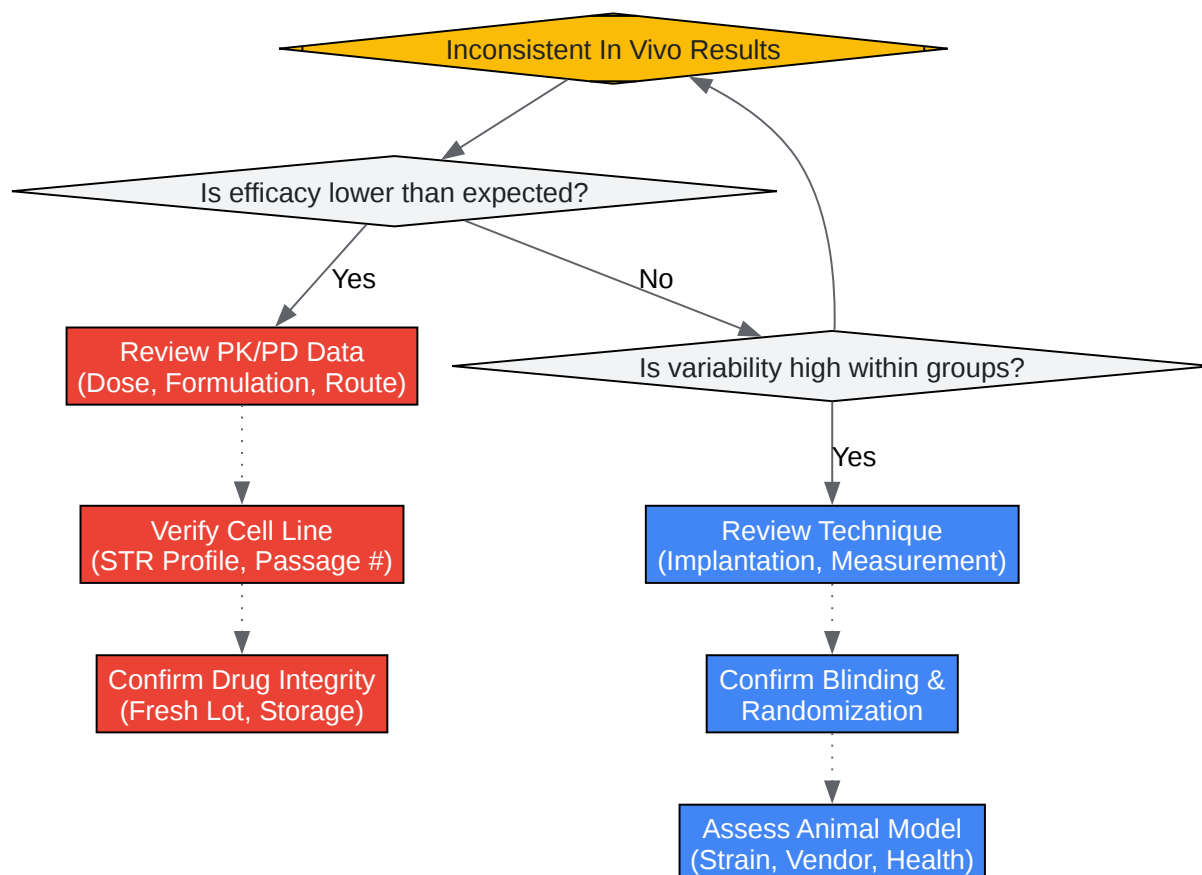 Inconsistent In Vivo Results
Is efficacy lower than expected?
Yes
No
Review PK/PD Data
(Dose, Formulation, Route)
Is variability high within groups?
Yes
Verify Cell Line
(STR Profile, Passage #)
Review Technique
(Implantation, Measurement)
Confirm Drug Integrity
(Fresh Lot, Storage)
Confirm Blinding &
Randomization
Assess Animal Model
(Strain, Vendor, Health)